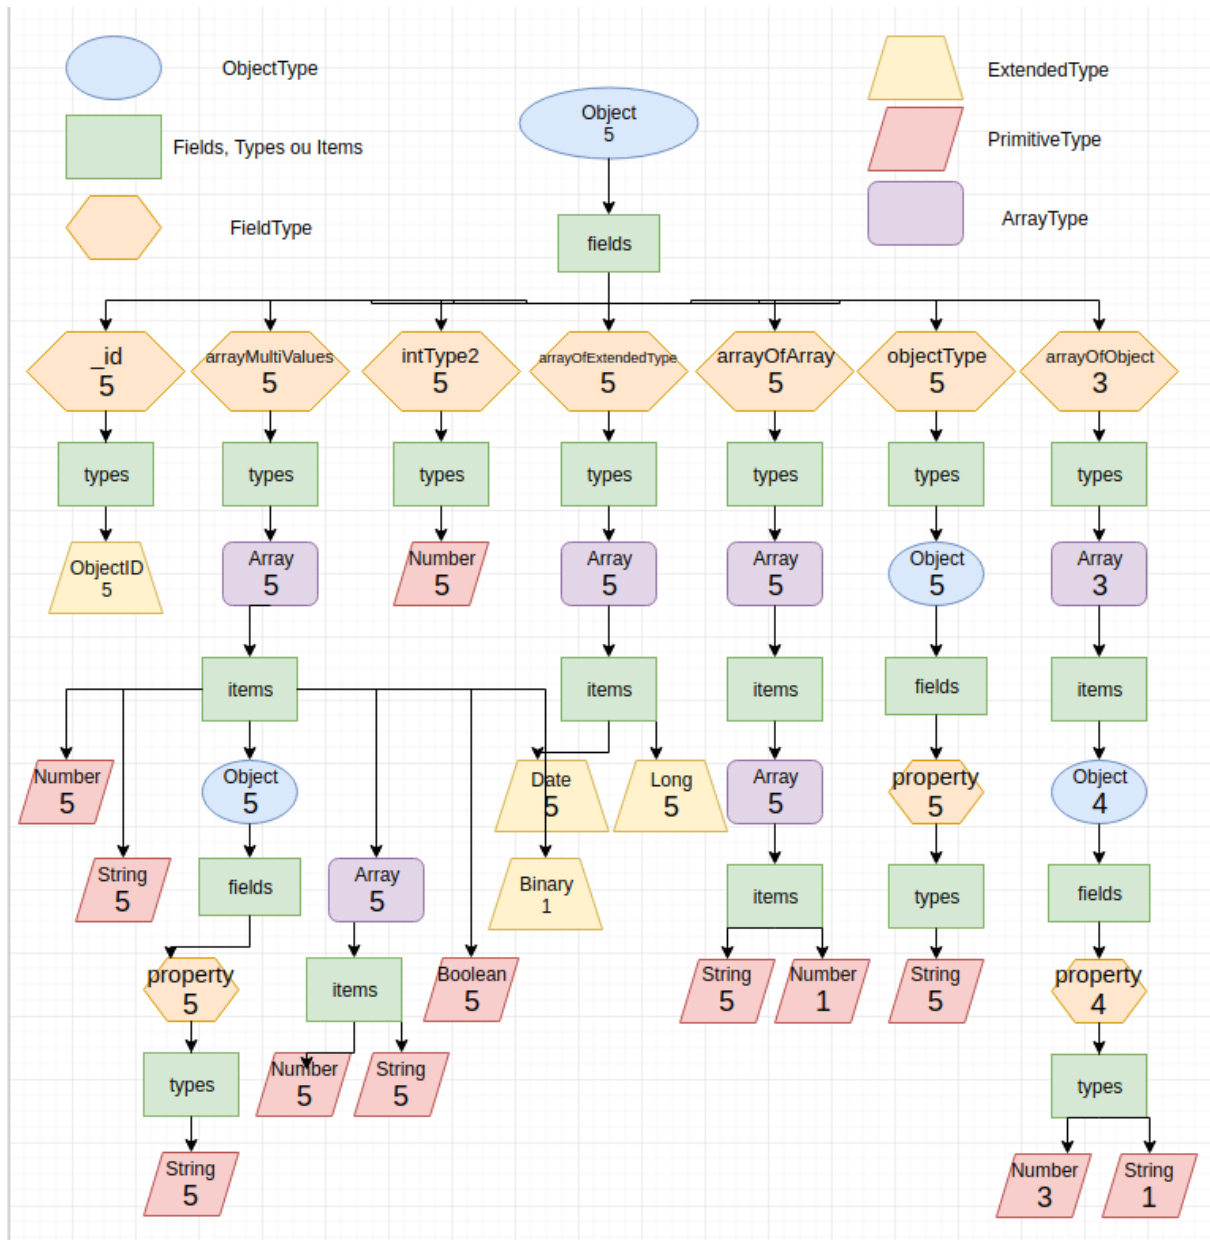 ObjectType
Fields, Types ou Items
FieldType
Object
5
fields
ExtendedType
PrimitiveType
ArrayType
_id
5
arrayMultiValues
5
intType2
5
arrayOfExtendedType
5
arrayOfArray
5
objectType
5
arrayOfObject
3
types
types
types
types
types
types
types
ObjectID
5
Array
5
Number
5
Array
5
Array
5
Object
5
Array
3
items
items
items
fields
items
Number
5
Object
5
Date
5
Long
5
Array
5
property
5
Object
4
String
5
fields
Array
5
Binary
1
items
types
fields
property
5
items
Boolean
5
String
5
Number
1
String
5
property
4
types
Number
5
String
5
types
String
5
Number
3
String
1